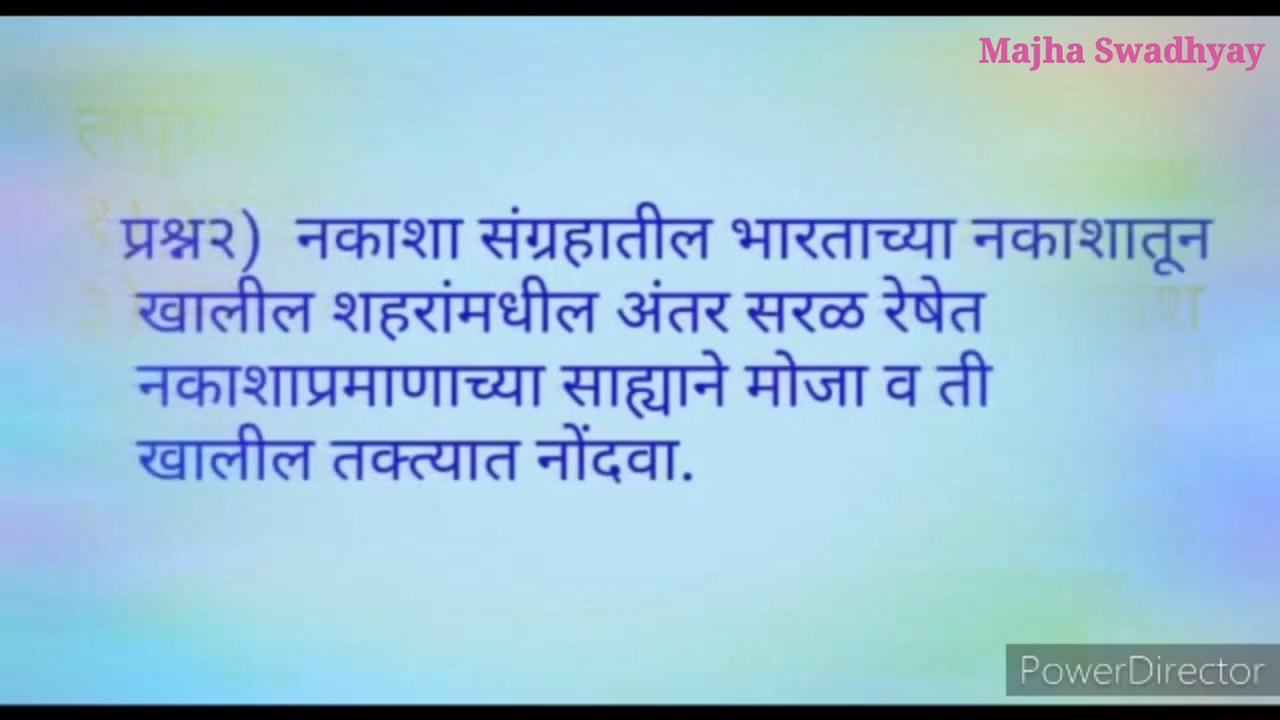 Majha Swadhyay
प्रश्न२) नकाशा संग्रहातील भारताच्या नकाशातून
खालील शहरांमधील अंतर सरळ रेषेत
नकाशाप्रमाणाच्या साह्याने मोजा व ती
खालील तक्त्यात नोंदवा.
PowerDirector